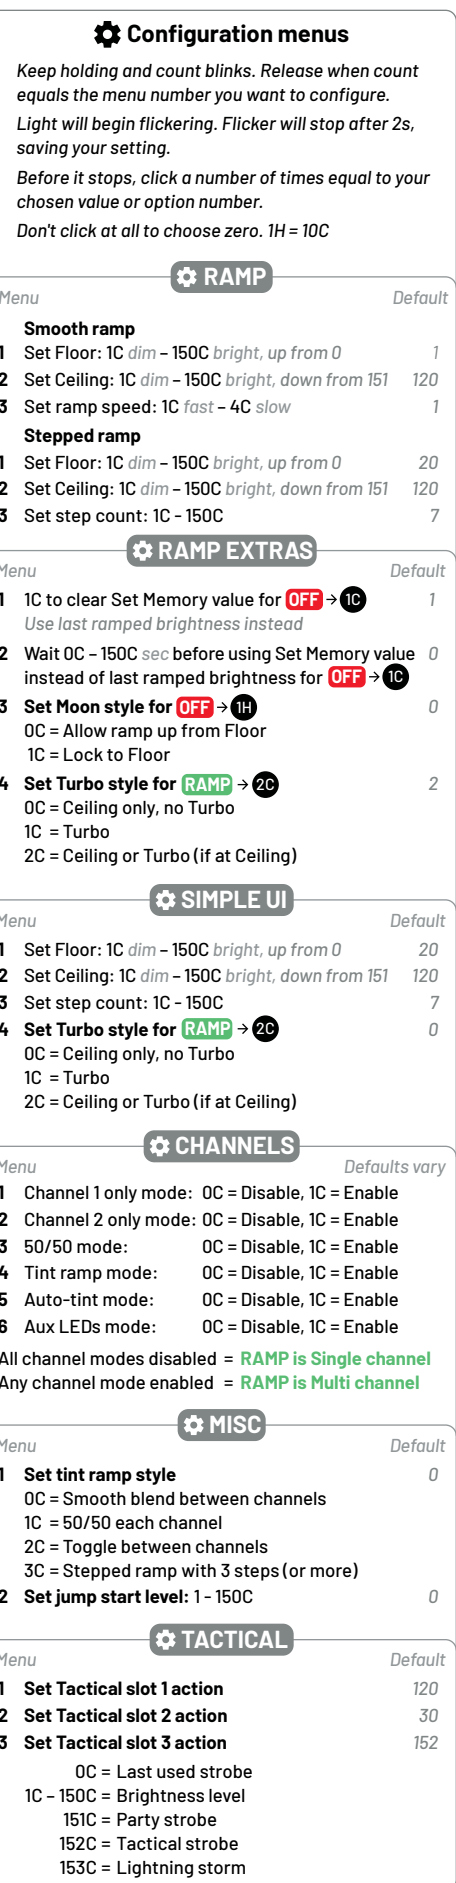 Configuration menus
Keep holding and count blinks. Release when count
equals the menu number you want to configure.
Light will begin flickering. Flicker will stop after 2s,
saving your setting.
Before it stops, click a number of times equal to your
chosen value or option number.
Don't click at all to choose zero. 1H = 10C
RAMP
Menu Default
Smooth ramp
1 Set Floor: 1C dim – 150C bright, up from 0 1
2 Set Ceiling: 1C dim – 150C bright, down from 151 120
3 Set ramp speed: 1C fast – 4C slow 1
Stepped ramp
1 Set Floor: 1C dim – 150C bright, up from 0 20
2 Set Ceiling: 1C dim – 150C bright, down from 151 120
3 Set step count: 1C - 150C 7
RAMP EXTRAS
Menu Default
1 1C to clear Set Memory value for OFF → 1C 1
Use last ramped brightness instead
2 Wait 0C – 150C sec before using Set Memory value 0
instead of last ramped brightness for OFF → 1C
3 Set Moon style for OFF → 1H 0
0C = Allow ramp up from Floor
1C = Lock to Floor
4 Set Turbo style for RAMP → 2C 2
0C = Ceiling only, no Turbo
1C = Turbo
2C = Ceiling or Turbo (if at Ceiling)
SIMPLE UI
Menu Default
1 Set Floor: 1C dim – 150C bright, up from 0 20
2 Set Ceiling: 1C dim – 150C bright, down from 151 120
3 Set step count: 1C - 150C 7
4 Set Turbo style for RAMP → 2C 0
0C = Ceiling only, no Turbo
1C = Turbo
2C = Ceiling or Turbo (if at Ceiling)
CHANNELS
Menu Defaults vary
1 Channel 1 only mode: 0C = Disable, 1C = Enable
2 Channel 2 only mode: 0C = Disable, 1C = Enable
3 50/50 mode: 0C = Disable, 1C = Enable
4 Tint ramp mode: 0C = Disable, 1C = Enable
5 Auto-tint mode: 0C = Disable, 1C = Enable
6 Aux LEDs mode: 0C = Disable, 1C = Enable
All channel modes disabled = RAMP is Single channel
Any channel mode enabled = RAMP is Multi channel
MISC
Menu Default
1 Set tint ramp style 0
0C = Smooth blend between channels
1C = 50/50 each channel
2C = Toggle between channels
3C = Stepped ramp with 3 steps (or more)
2 Set jump start level: 1 - 150C 0
TACTICAL
Menu Default
1 Set Tactical slot 1 action 120
2 Set Tactical slot 2 action 30
3 Set Tactical slot 3 action 152
0C = Last used strobe
1C – 150C = Brightness level
151C = Party strobe
152C = Tactical strobe
153C = Lightning storm